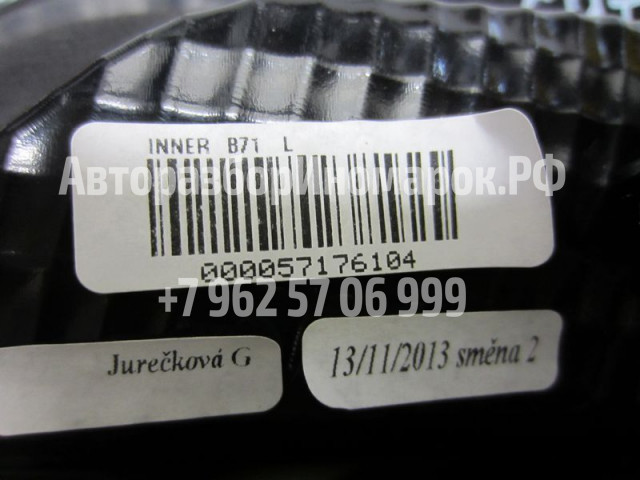 INNER B71 L
АвторазборИномарок.РФ
000057176104
+7 962 57 06 999
Jurečková G
13/11/2013 směna 2